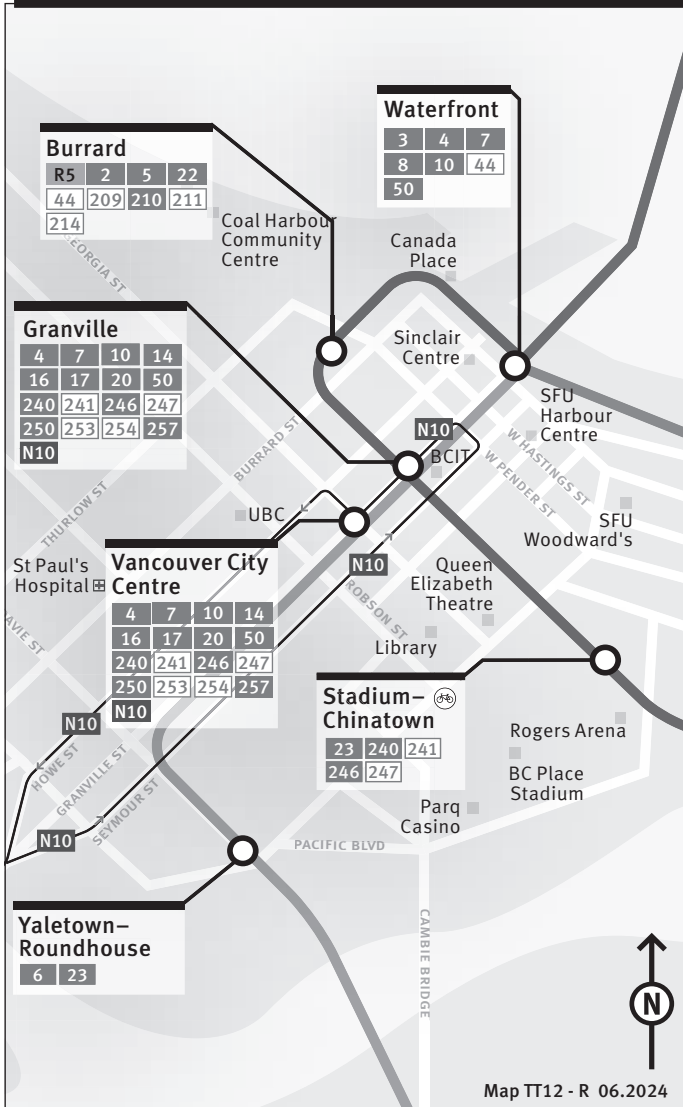 Waterfront
3 4 7
8 10 44
50
Burrard
R5 2 5 22
44 209 210 211
214
Coal Harbour
Community
Centre
GEORGIA ST
Canada
Place
Granville
4 7 10 14
16 17 20 50
240 241 246 247
250 253 254 257
N10
Sinclair
Centre
SFU
Harbour
Centre
N10
BCIT
BURRARD ST
W HASTINGS ST
W PENDER ST
THURLOW ST
UBC
SFU
Woodward's
St Paul's
Hospital
Vancouver City
Centre
4 7 10 14
16 17 20 50
240 241 246 247
250 253 254 257
N10
N10
Queen
Elizabeth
Theatre
ROBSON ST
Library
AVIE ST
Stadium–
Chinatown
23 240 241
246 247
Rogers Arena
BC Place
Stadium
N10
HOWE ST
GRANVILLE ST
SEYMOUR ST
N10
Parq
Casino
PACIFIC BLVD
Yaletown–
Roundhouse
6 23
CAMBIE BRIDGE
N
Map TT12 - R 06.2024